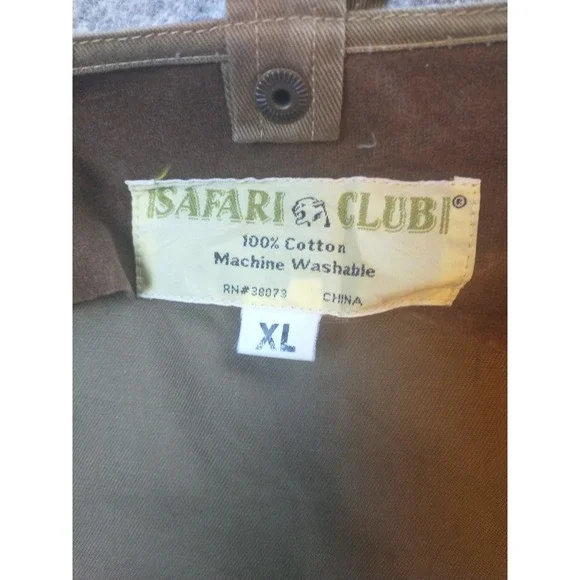 SAFARI CLUB®
100% Cotton
Machine Washable
RN#38073 CHINA
XL